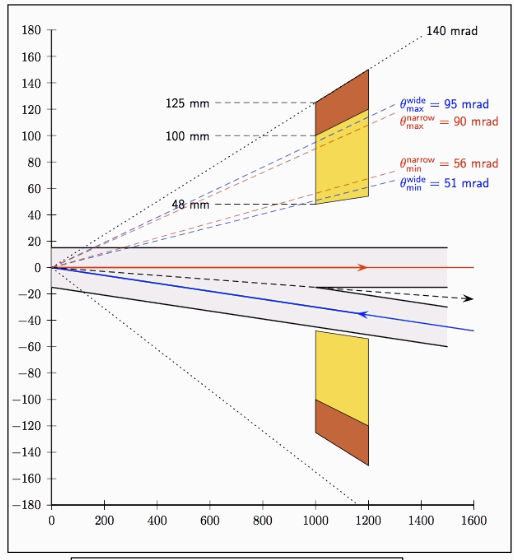 180
160
140
120
100
80
60
40
20
0
−20
−40
−60
−80
−100
−120
−140
−160
−180
0 200 400 600 800 1000 1200 1400 1600
140 mrad
125 mm
100 mm
48 mm
θ_max^wide = 95 mrad
θ_max^narrow = 90 mrad
θ_min^narrow = 56 mrad
θ_min^wide = 51 mrad